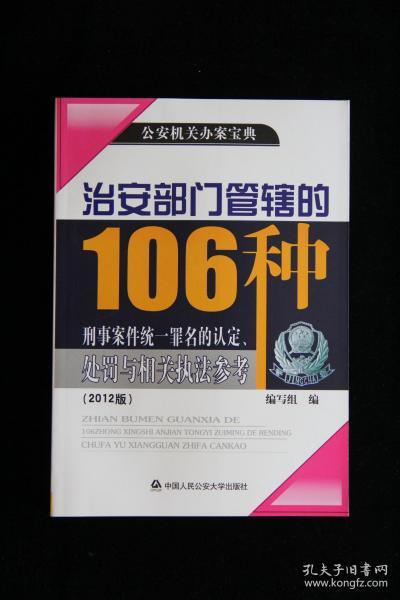 公安机关办案宝典
治安部门管辖的
106种
刑事案件统一罪名的认定、
处罚与相关执法参考
(2012版)
编写组 编
ZHIAN BUMEN GUANXIA DE
106ZHONG XINGSHI ANJIAN TONGYI ZUIMING DE RENDING
CHUFA YU XIANGGUAN ZHIFA CANKAO
中国人民公安大学出版社
孔夫子旧书网
www.kongfz.com